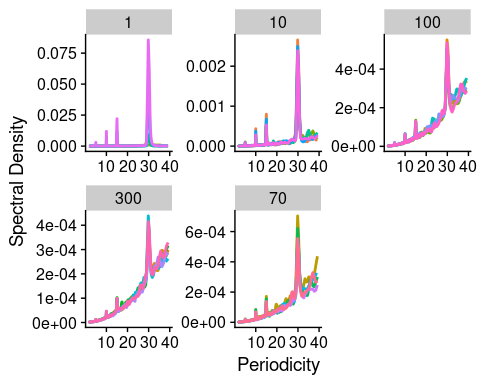 1
10
100
0.075
0.050
0.025
0.000
0.002
0.001
0.000
4e-04
2e-04
0e+00
10 20 30 40
10 20 30 40
10 20 30 40
Spectral Density
300
70
4e-04
3e-04
2e-04
1e-04
0e+00
6e-04
4e-04
2e-04
0e+00
10 20 30 40
10 20 30 40
Periodicity